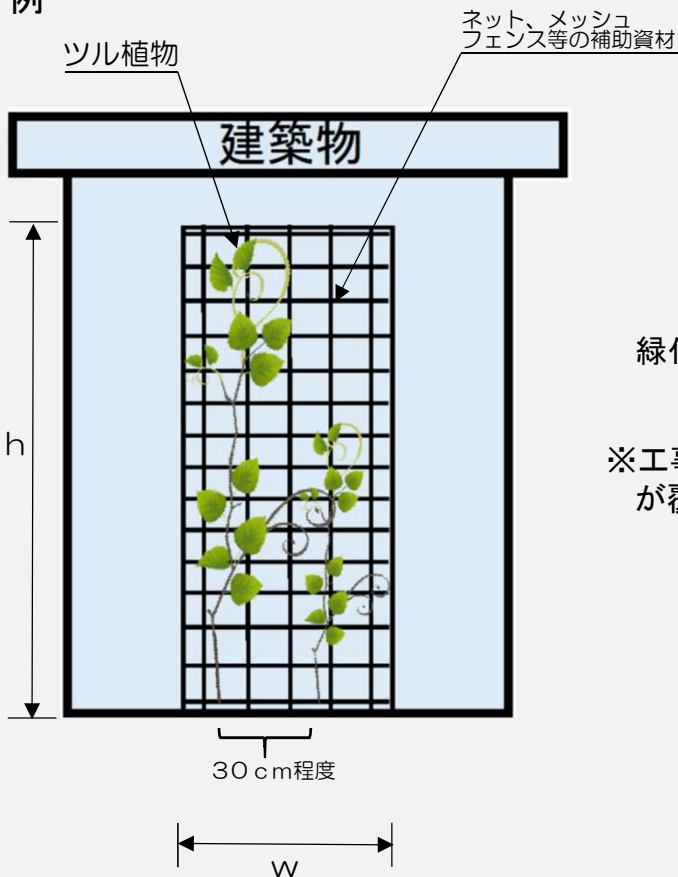 例
ツル植物
ネット、メッシュ
フェンス等の補助資材
建築物
h
緑化
※工事
が覆
30cm程度
w